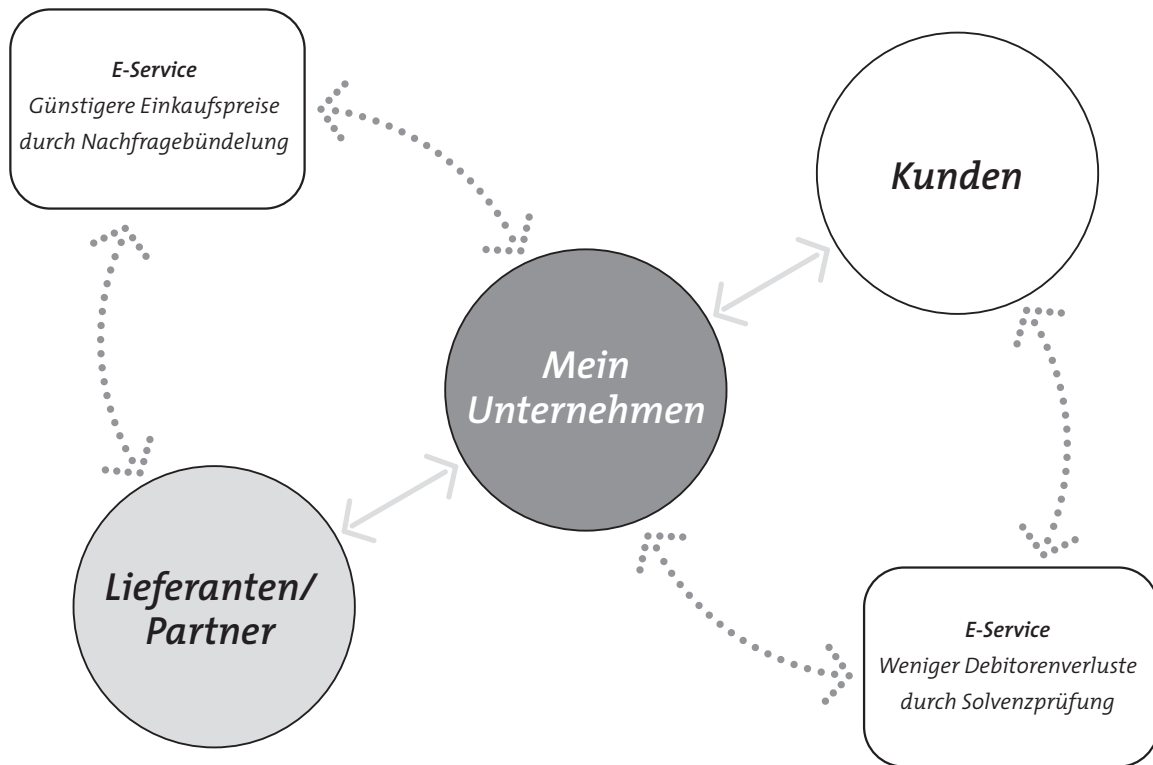 E-Service
Günstigere Einkaufspreise
durch Nachfragebündelung
Kunden
Mein
Unternehmen
Lieferanten/
Partner
E-Service
Weniger Debitorenverluste
durch Solvenzprüfung